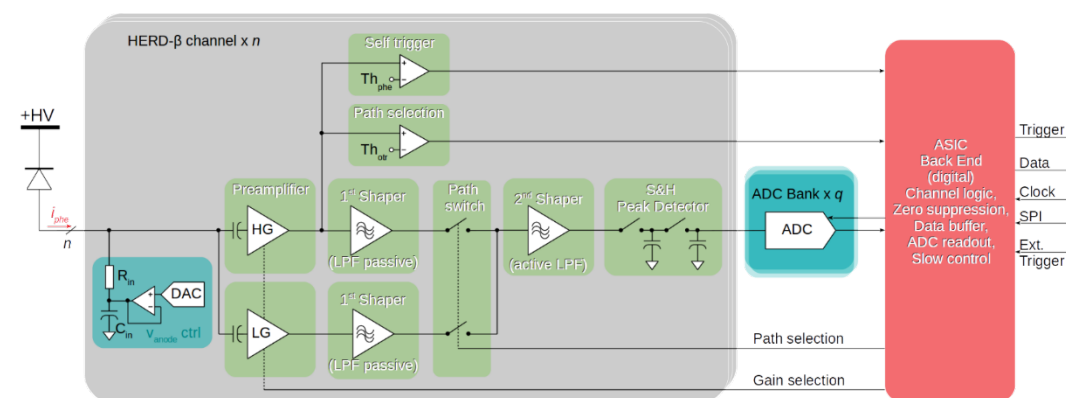 HERD-β channel x n
Self trigger
+
−
Th_phe
Path selection
+
−
Th_otr
+HV
i_phe
n
Preamplifier
HG
1st Shaper
(LPF passive)
Path
switch
2nd Shaper
(active LPF)
S&H
Peak Detector
ADC Bank x q
ADC
R_in
C_in
+
−
DAC
v_anode ctrl
LG
1st Shaper
(LPF passive)
ASIC
Back End
(digital)
Channel logic,
Zero suppression,
Data buffer,
ADC readout,
Slow control
Trigger
Data
Clock
SPI
Ext.
Trigger
Path selection
Gain selection